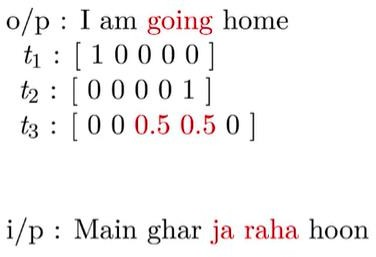 o/p : I am going home
t₁ : [ 1 0 0 0 0 ]
t₂ : [ 0 0 0 0 1 ]
t₃ : [ 0 0 0.5 0.5 0 ]
i/p : Main ghar ja raha hoon